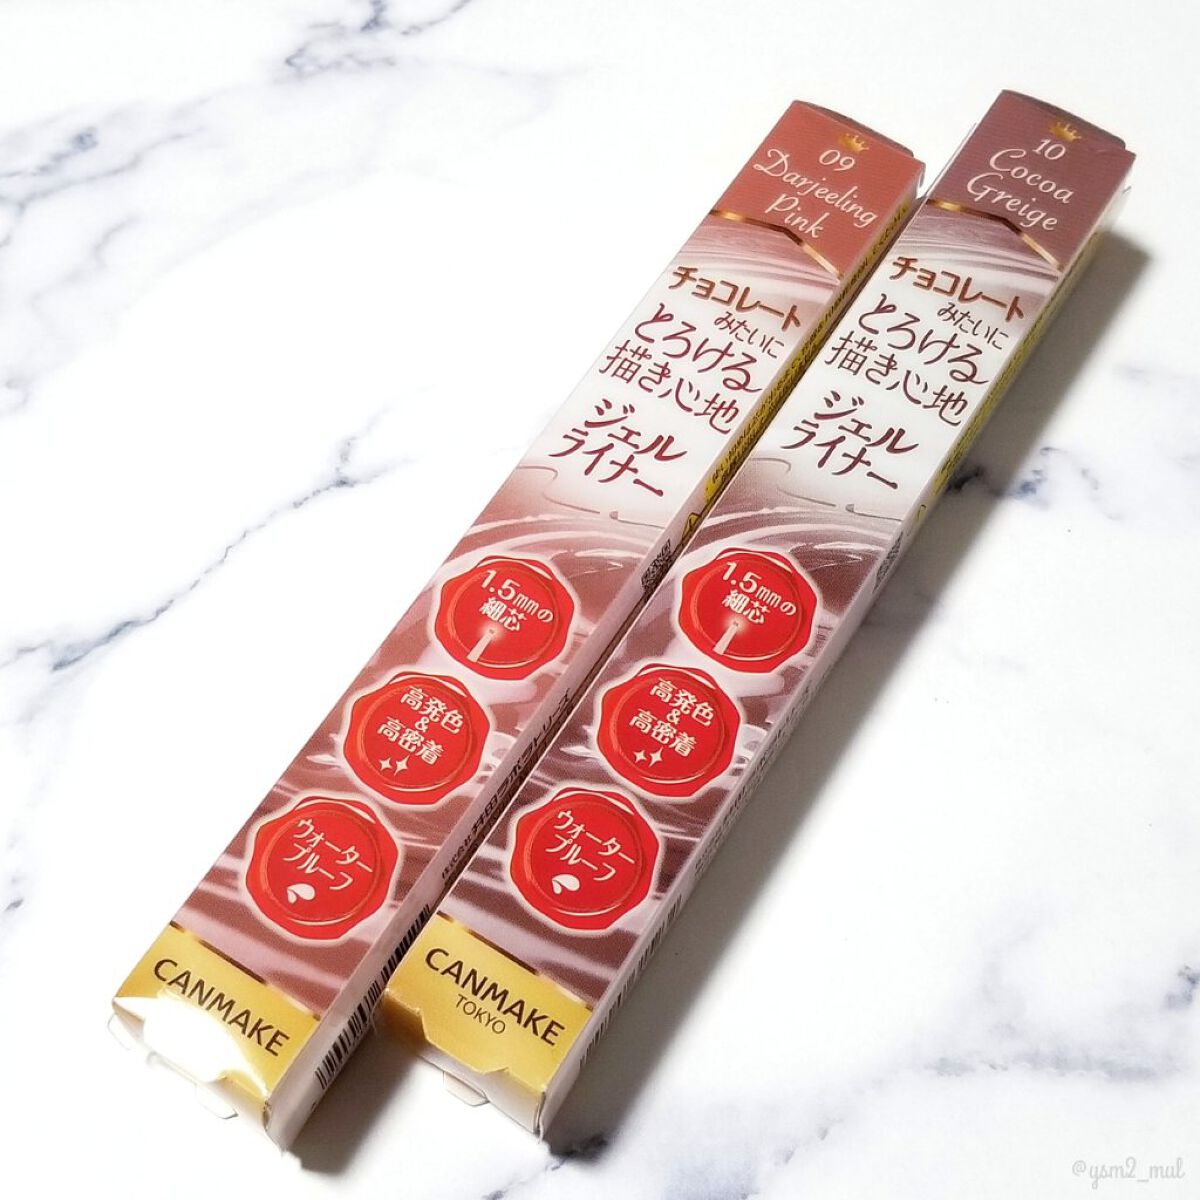 09
Darjeeling
Pink
チョコレート
みたいに
とろける
描き心地
ジェル
ライナー
1.5mmの
細芯
高発色
&
高密着
ウォーター
プルーフ
CANMAKE
10
Cocoa
Greige
チョコレート
みたいに
とろける
描き心地
ジェル
ライナー
1.5mmの
細芯
高発色
&
高密着
ウォーター
プルーフ
CANMAKE
TOKYO
@ysm2_mul